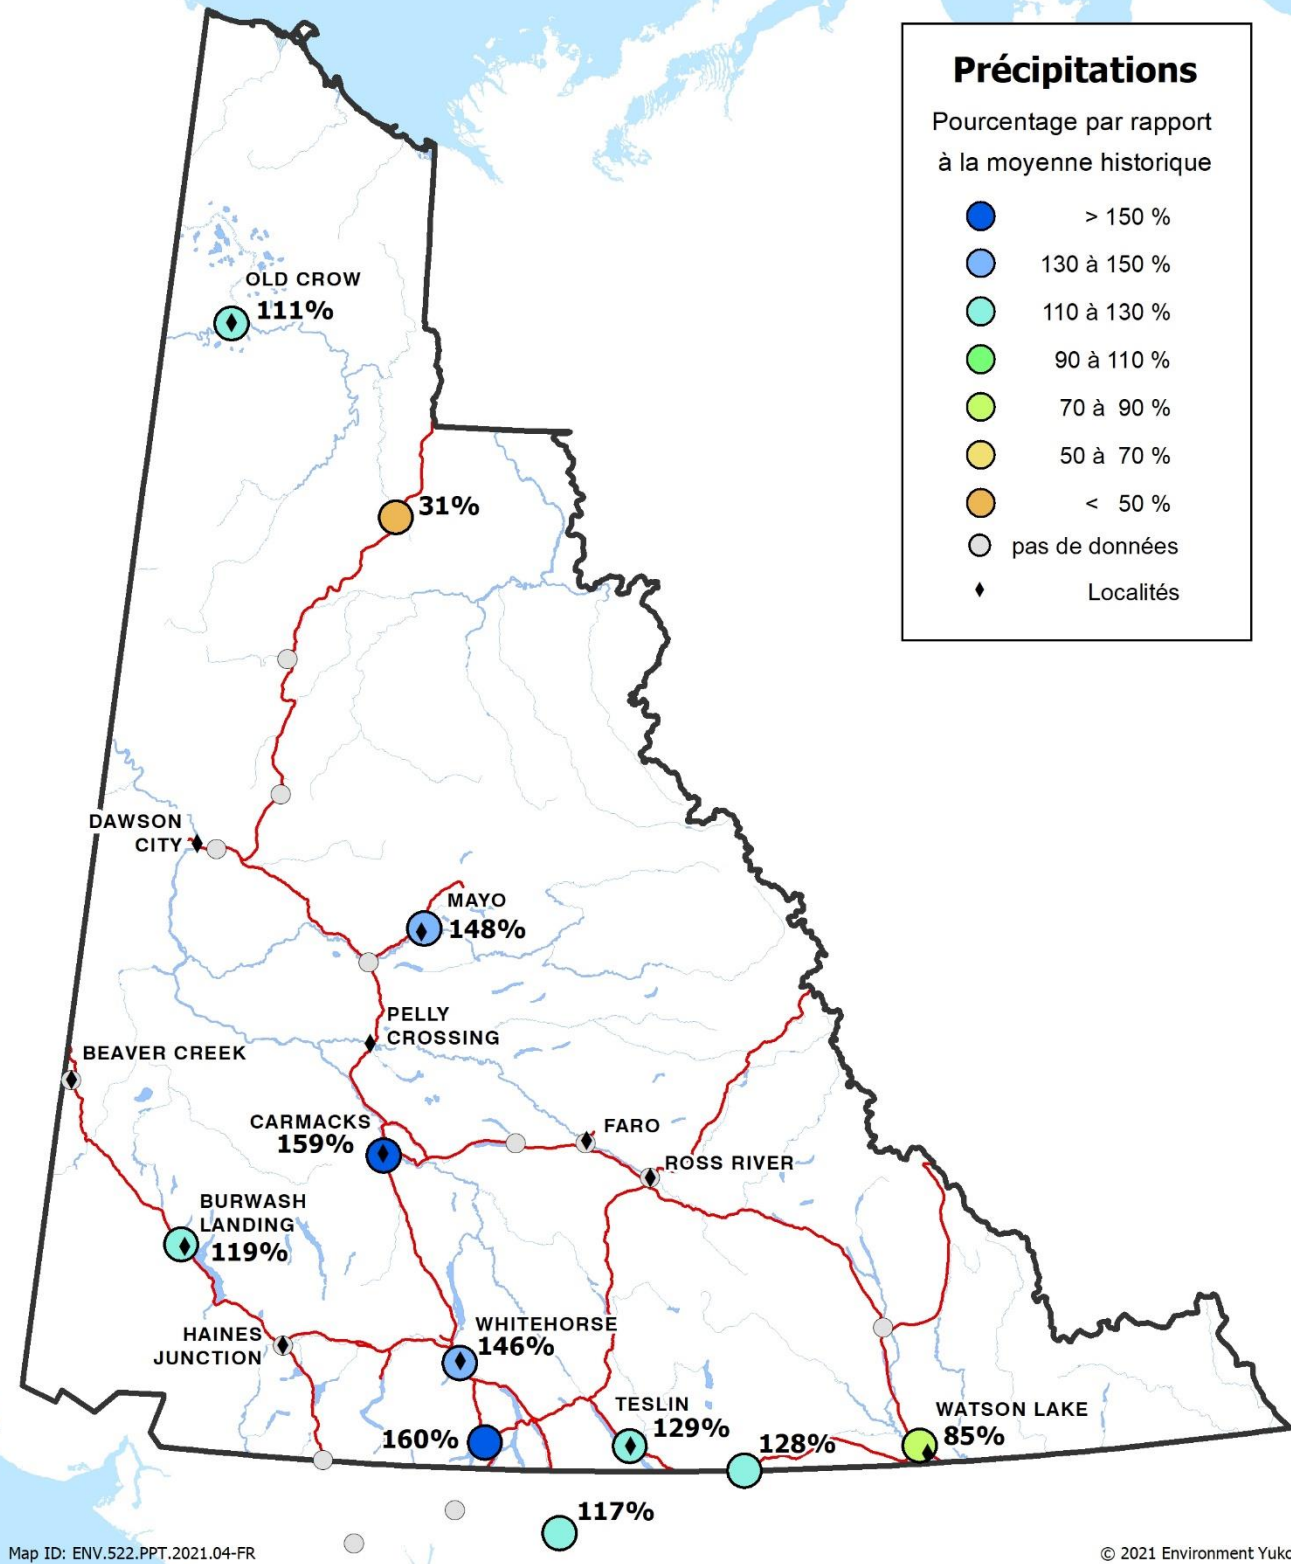 Précipitations
Pourcentage par rapport
à la moyenne historique
> 150 %
130 à 150 %
110 à 130 %
90 à 110 %
70 à 90 %
50 à 70 %
< 50 %
pas de données
Localités
OLD CROW
111%
31%
DAWSON
CITY
MAYO
148%
PELLY
CROSSING
BEAVER CREEK
CARMACKS
159%
FARO
ROSS RIVER
BURWASH
LANDING
119%
HAINES
JUNCTION
WHITEHORSE
146%
160%
TESLIN
129%
128%
WATSON LAKE
85%
117%
Map ID: ENV.522.PPT.2021.04-FR
© 2021 Environment Yuko